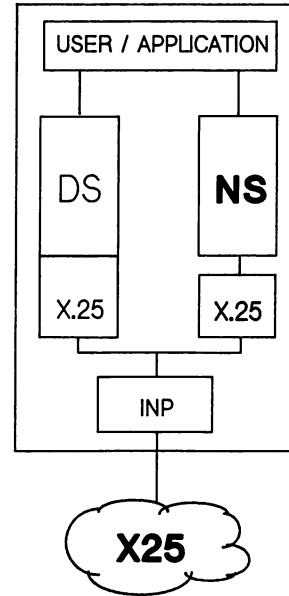 USER / APPLICATION
DS
NS
X.25
X.25
INP
X25